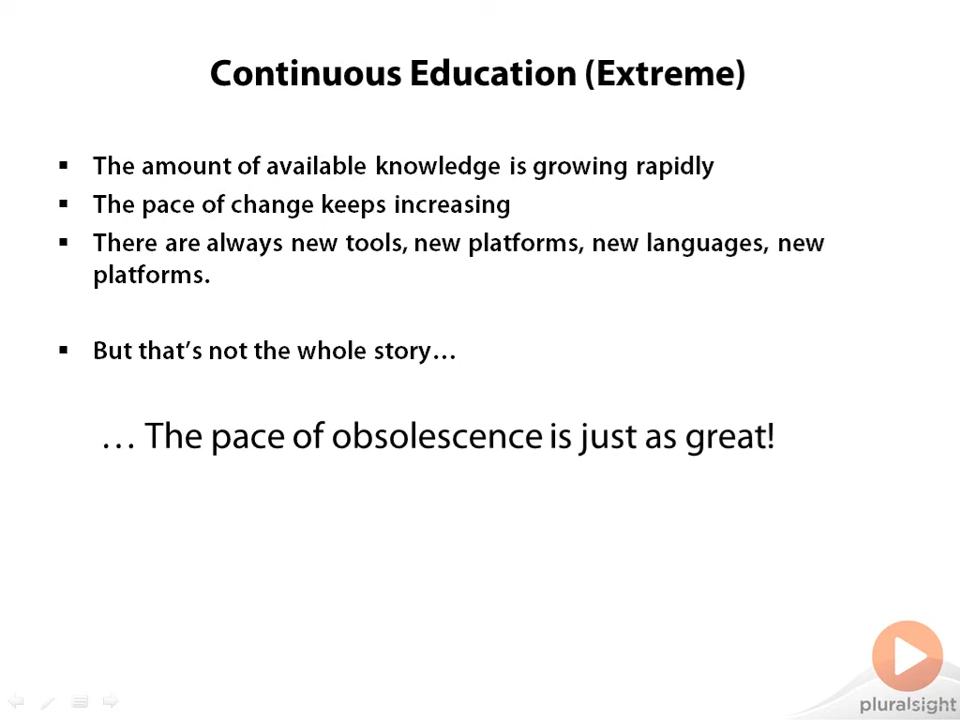 Continuous Education (Extreme)
▪ The amount of available knowledge is growing rapidly
▪ The pace of change keeps increasing
▪ There are always new tools, new platforms, new languages, new
platforms.
▪ But that’s not the whole story…
… The pace of obsolescence is just as great!
pluralsight